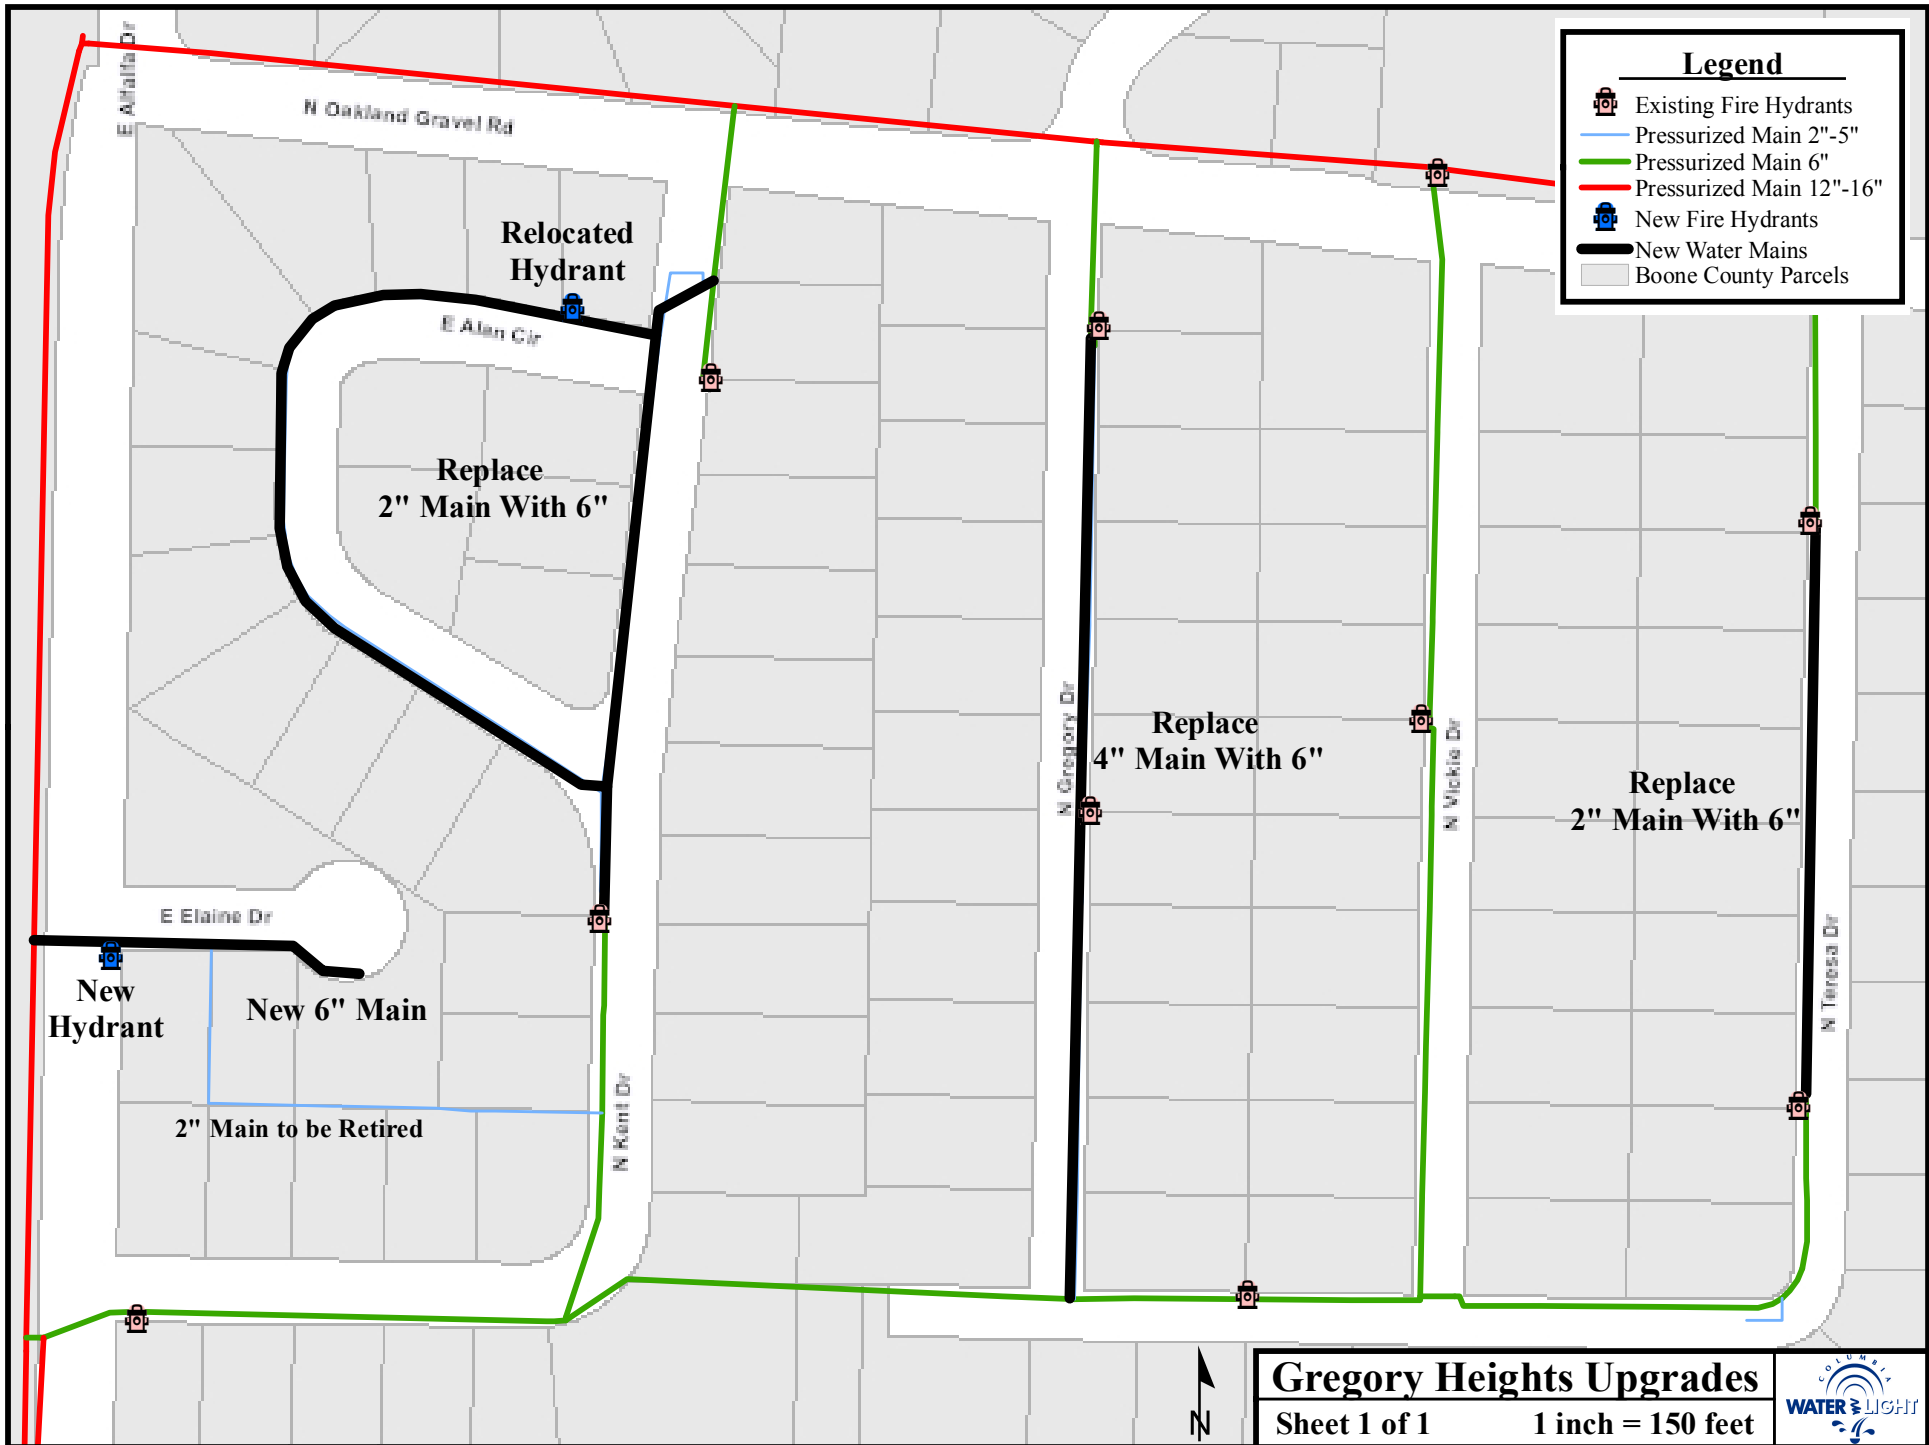 E Alfalfa Dr
N Oakland Gravel Rd
Legend
Existing Fire Hydrants
Pressurized Main 2"-5"
Pressurized Main 6"
Pressurized Main 12"-16"
New Fire Hydrants
New Water Mains
Boone County Parcels
Relocated
Hydrant
E Alan Cir
Replace
2" Main With 6"
N Gregory Dr
Replace
4" Main With 6"
N Vickie Dr
Replace
2" Main With 6"
N Teresa Dr
E Elaine Dr
New
Hydrant
New 6" Main
2" Main to be Retired
N Kent Dr
N
Gregory Heights Upgrades
Sheet 1 of 1
1 inch = 150 feet
COLUMBIA
WATER & LIGHT